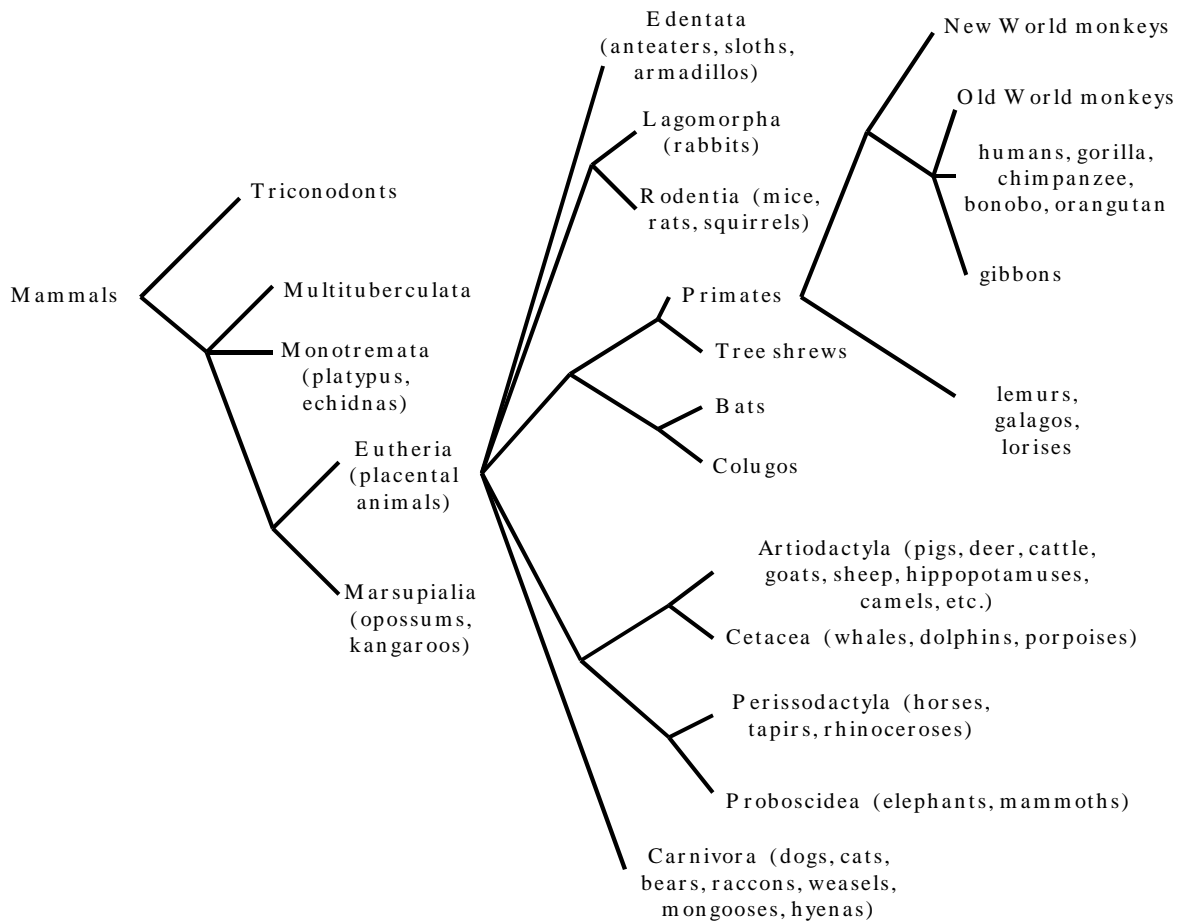 Edentata
(anteaters, sloths,
armadillos)
New World monkeys
Old World monkeys
Lagomorpha
(rabbits)
humans, gorilla,
chimpanzee,
bonobo, orangutan
Triconodonts
Rodentia (mice,
rats, squirrels)
gibbons
Mammals
Multituberculata
Primates
Monotremata
(platypus,
echidnas)
Tree shrews
Bats
lemurs,
galagos,
lorises
Eutheria
(placental
animals)
Colugos
Artiodactyla (pigs, deer, cattle,
goats, sheep, hippopotamuses,
camels, etc.)
Marsupialia
(opossums,
kangaroos)
Cetacea (whales, dolphins, porpoises)
Perissodactyla (horses,
tapirs, rhinoceroses)
Proboscidea (elephants, mammoths)
Carnivora (dogs, cats,
bears, raccons, weasels,
mongooses, hyenas)